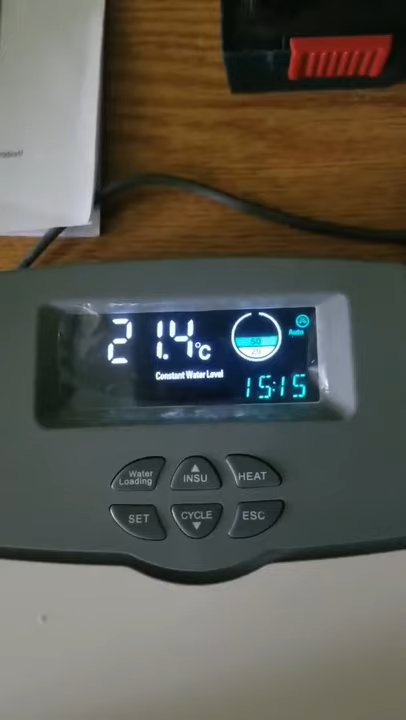 21.4°C
50
20
Auto
Constant Water Level
15:15
Water
Loading
INSU
HEAT
SET
CYCLE
ESC